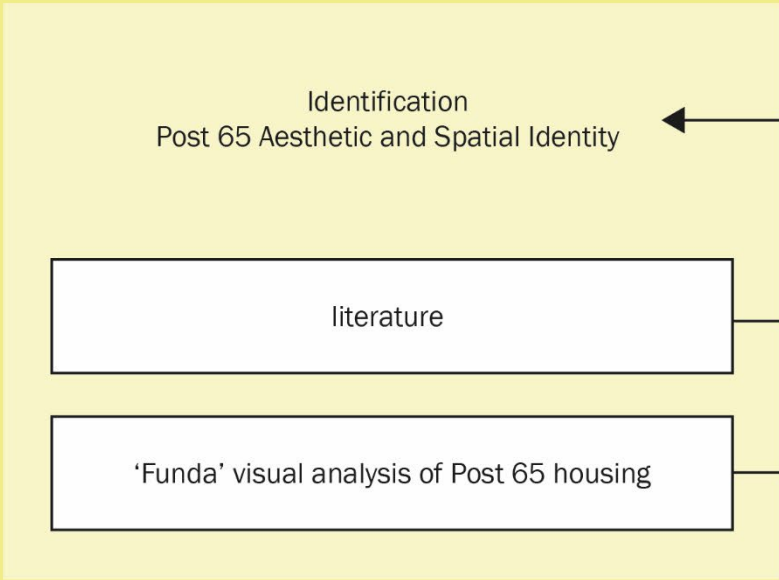 Identification
Post 65 Aesthetic and Spatial Identity
literature
‘Funda’ visual analysis of Post 65 housing